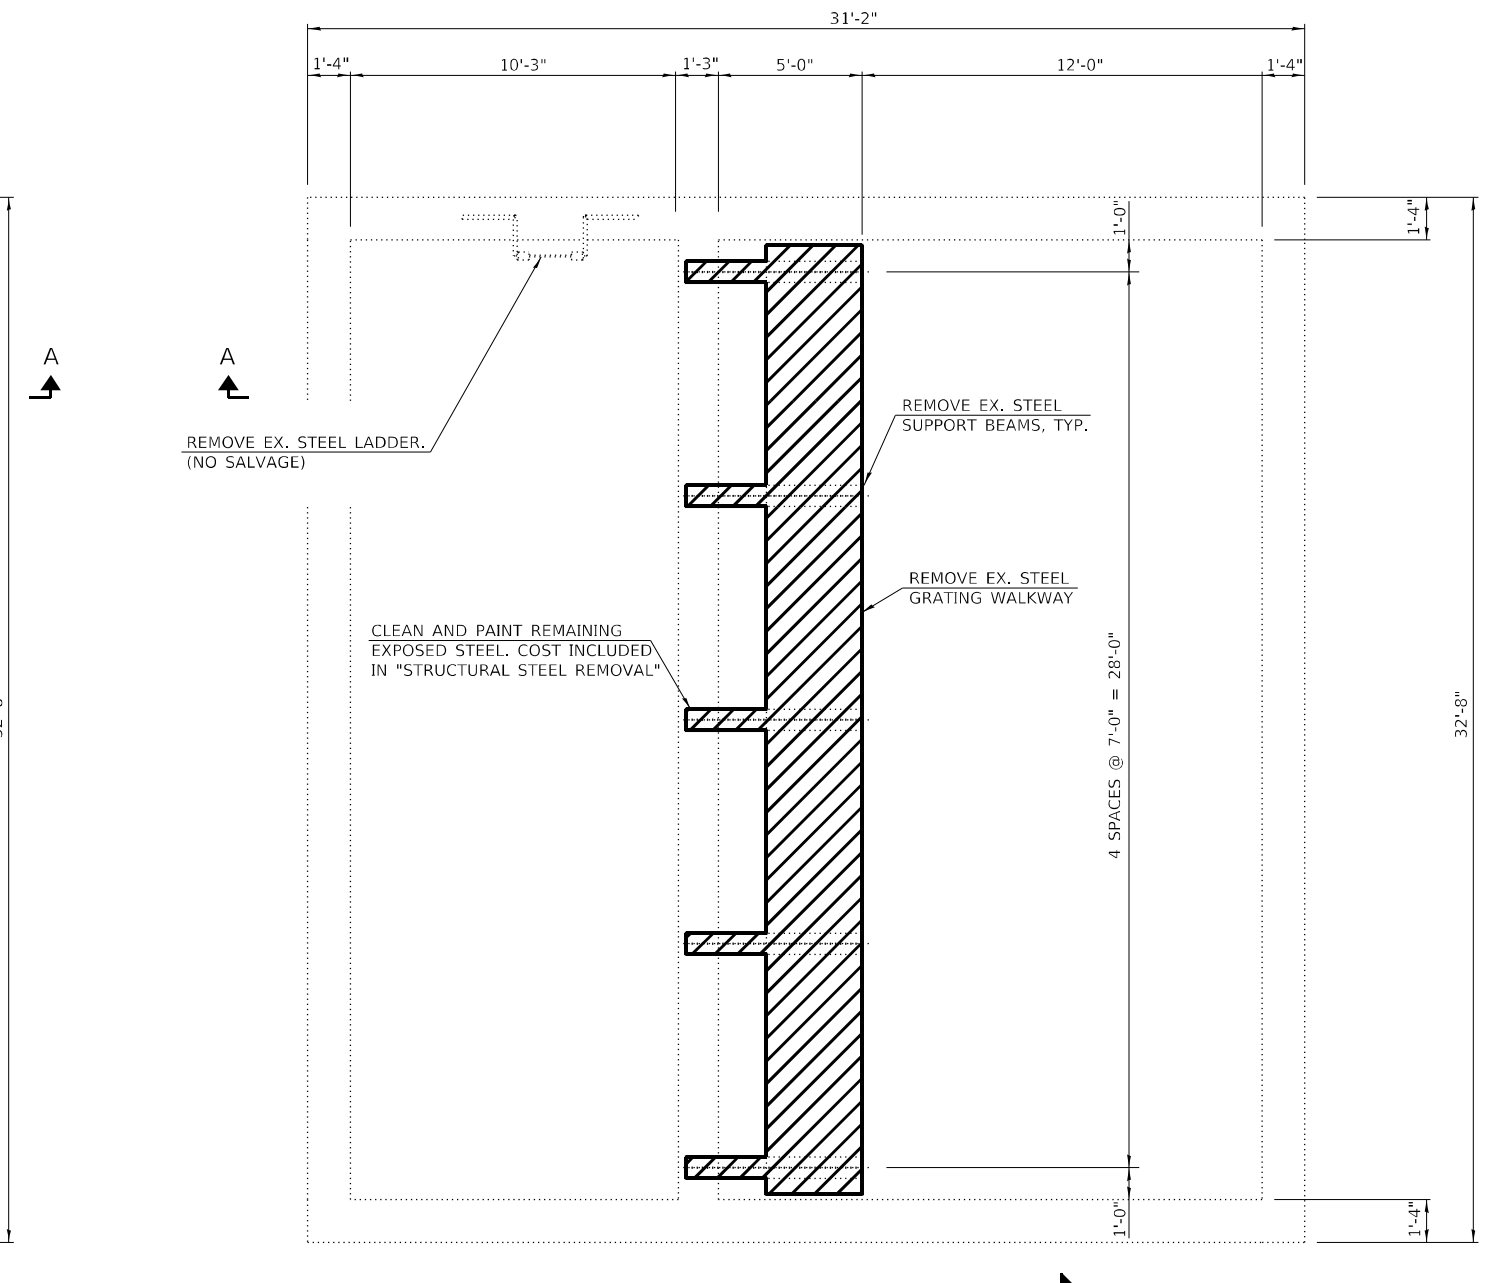 31'-2"
1'-4"
10'-3"
1'-3"
5'-0"
12'-0"
1'-4"
1'-0"
1'-4"
A
A
REMOVE EX. STEEL
SUPPORT BEAMS, TYP.
REMOVE EX. STEEL LADDER.
(NO SALVAGE)
REMOVE EX. STEEL
GRATING WALKWAY
CLEAN AND PAINT REMAINING
EXPOSED STEEL. COST INCLUDED
IN "STRUCTURAL STEEL REMOVAL"
4 SPACES @ 7'-0" = 28'-0"
32'-8"
1'-0"
1'-4"